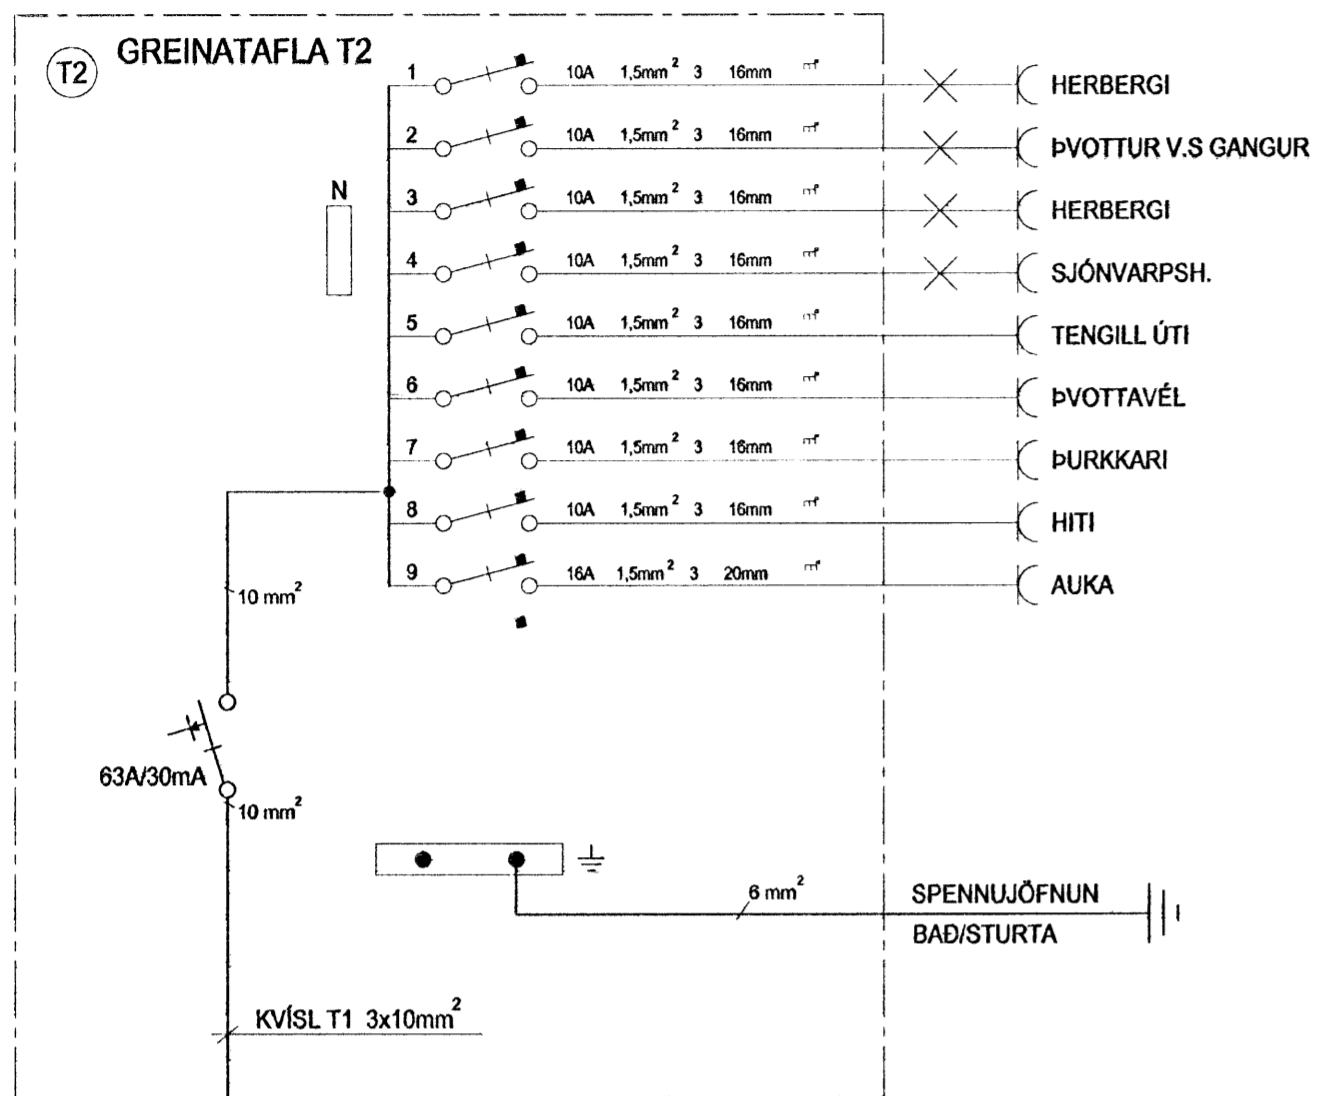 T2 GREINATAFLA T2
N
1 10A 1,5mm² 3 16mm HERBERGI
2 10A 1,5mm² 3 16mm ÞVOTTUR V.S GANGUR
3 10A 1,5mm² 3 16mm HERBERGI
4 10A 1,5mm² 3 16mm SJÓNVARPSH.
5 10A 1,5mm² 3 16mm TENGILL ÚTI
6 10A 1,5mm² 3 16mm ÞVOTTAVÉL
7 10A 1,5mm² 3 16mm ÞURKKARI
8 10A 1,5mm² 3 16mm HITI
9 16A 1,5mm² 3 20mm AUKA
10 mm²
63A/30mA
10 mm²
6 mm² SPENNUJÖFNUN
BAÐ/STURTA
KVÍSL T1 3x10mm²